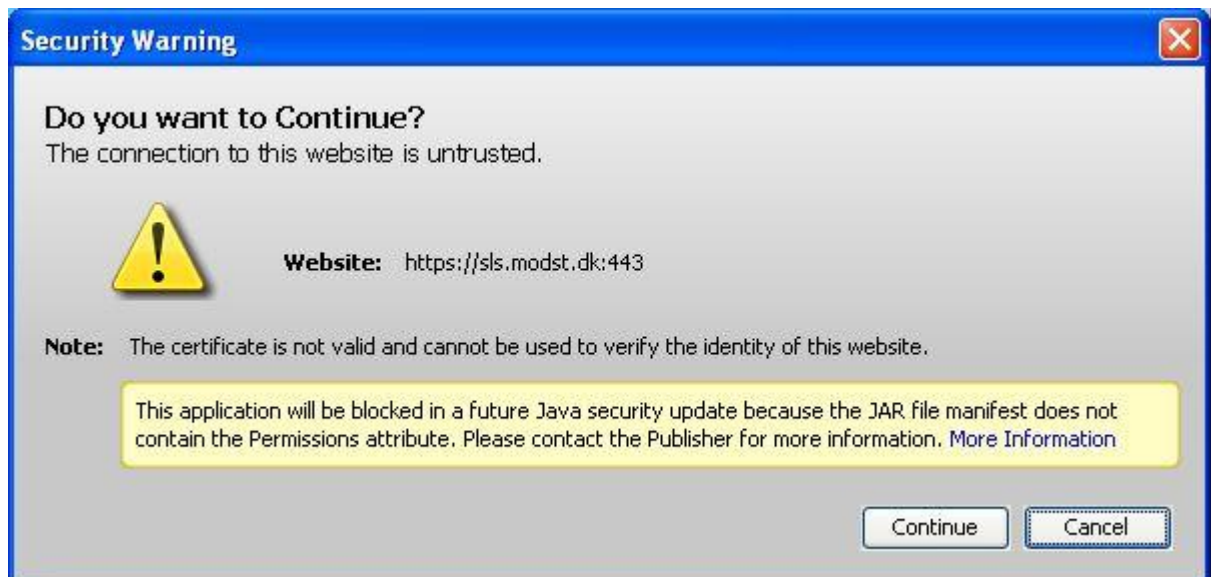 Security Warning
Do you want to Continue?
The connection to this website is untrusted.
Website: https://sls.modst.dk:443
Note: The certificate is not valid and cannot be used to verify the identity of this website.
This application will be blocked in a future Java security update because the JAR file manifest does not
contain the Permissions attribute. Please contact the Publisher for more information. More Information
Continue Cancel